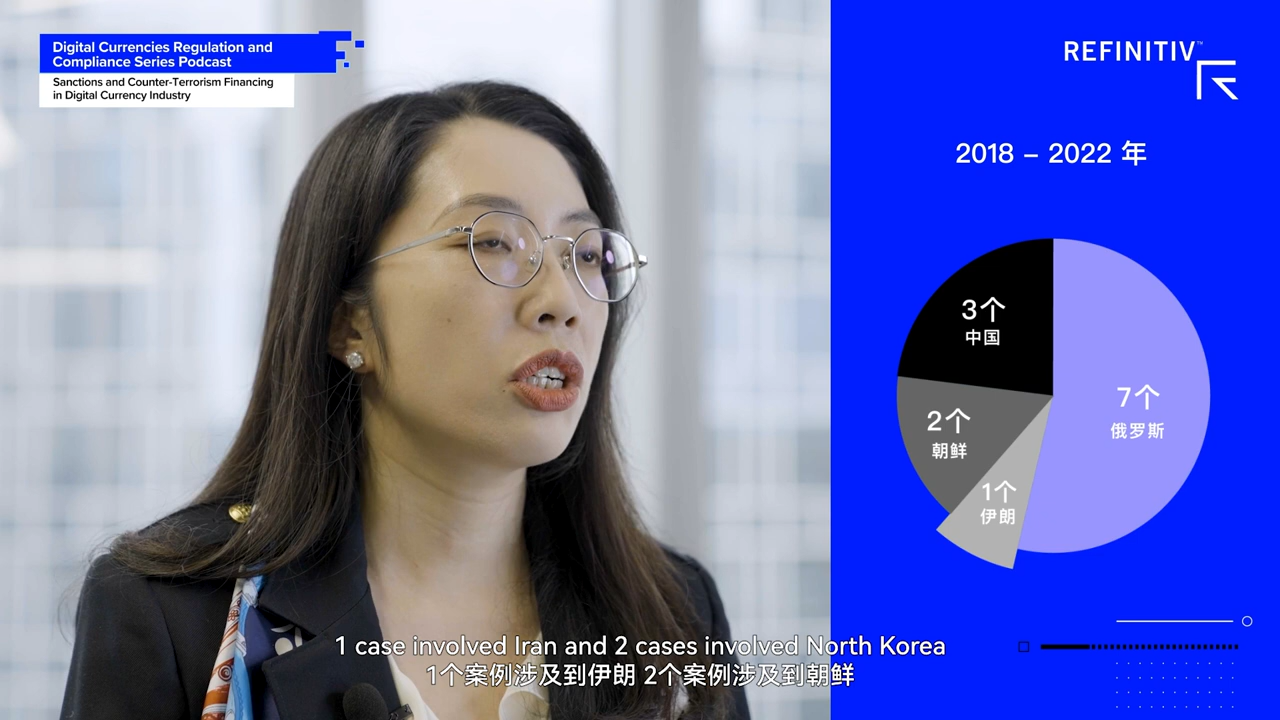 Digital Currencies Regulation and
Compliance Series Podcast
Sanctions and Counter-Terrorism Financing
in Digital Currency Industry
REFINITIV™
2018 – 2022 年
3个
中国
7个
俄罗斯
2个
朝鲜
1个
伊朗
1 case involved Iran and 2 cases involved North Korea
1个案例涉及到伊朗 2个案例涉及到朝鲜